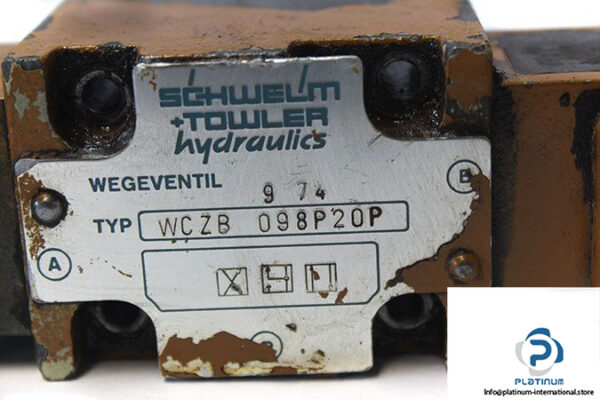 SCHWELM
+TOWLER
hydraulics
WEGEVENTIL 9 74
TYP WCZB 098P20P
A
B
PLATINUM
info@platinum-international.store